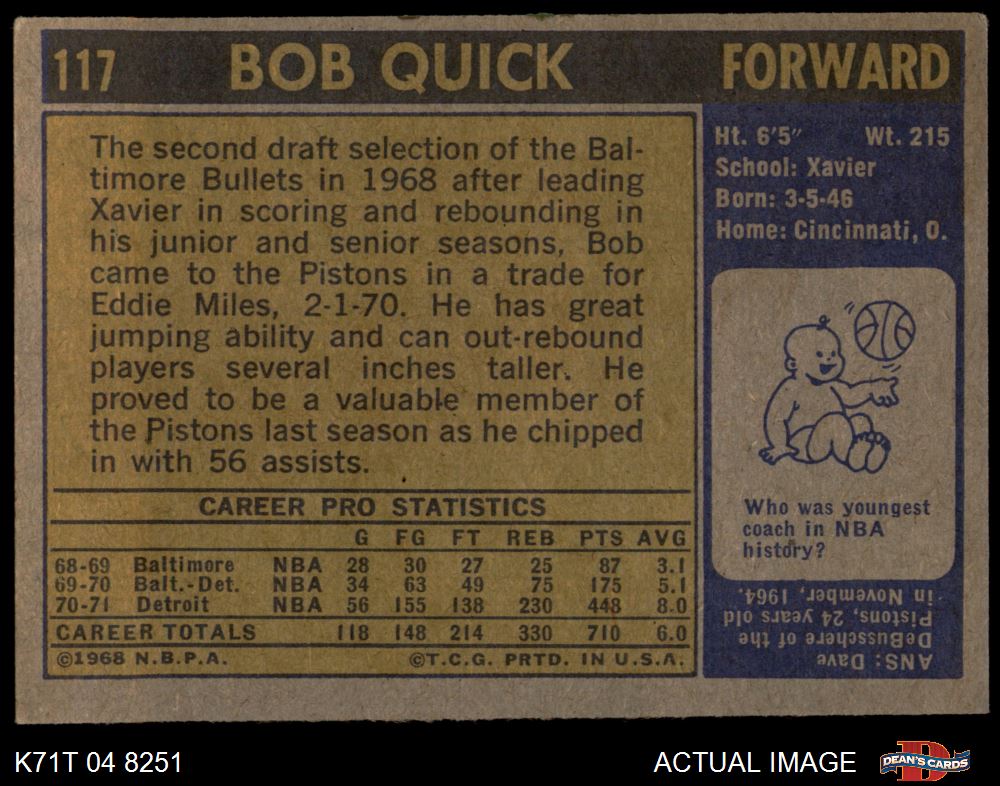 117 BOB QUICK FORWARD
The second draft selection of the Bal-
timore Bullets in 1968 after leading
Xavier in scoring and rebounding in
his junior and senior seasons, Bob
came to the Pistons in a trade for
Eddie Miles, 2-1-70. He has great
jumping ability and can out-rebound
players several inches taller. He
proved to be a valuable member of
the Pistons last season as he chipped
in with 56 assists.
CAREER PRO STATISTICS
G FG FT REB PTS AVG
68-69 Baltimore NBA 28 30 27 25 87 3.1
69-70 Balt.-Det. NBA 34 63 49 75 175 5.1
70-71 Detroit NBA 56 155 138 230 448 8.0
CAREER TOTALS 118 148 214 330 710 6.0
©1968 N.B.P.A. ©T.C.G. PRTD. IN U.S.A.
Ht. 6'5" Wt. 215
School: Xavier
Born: 3-5-46
Home: Cincinnati, O.
Who was youngest
coach in NBA
history?
ANS: Dave
DeBusschere of the
Pistons, 24 years old
in November, 1964.
K71T 04 8251 ACTUAL IMAGE DEAN'S CARDS